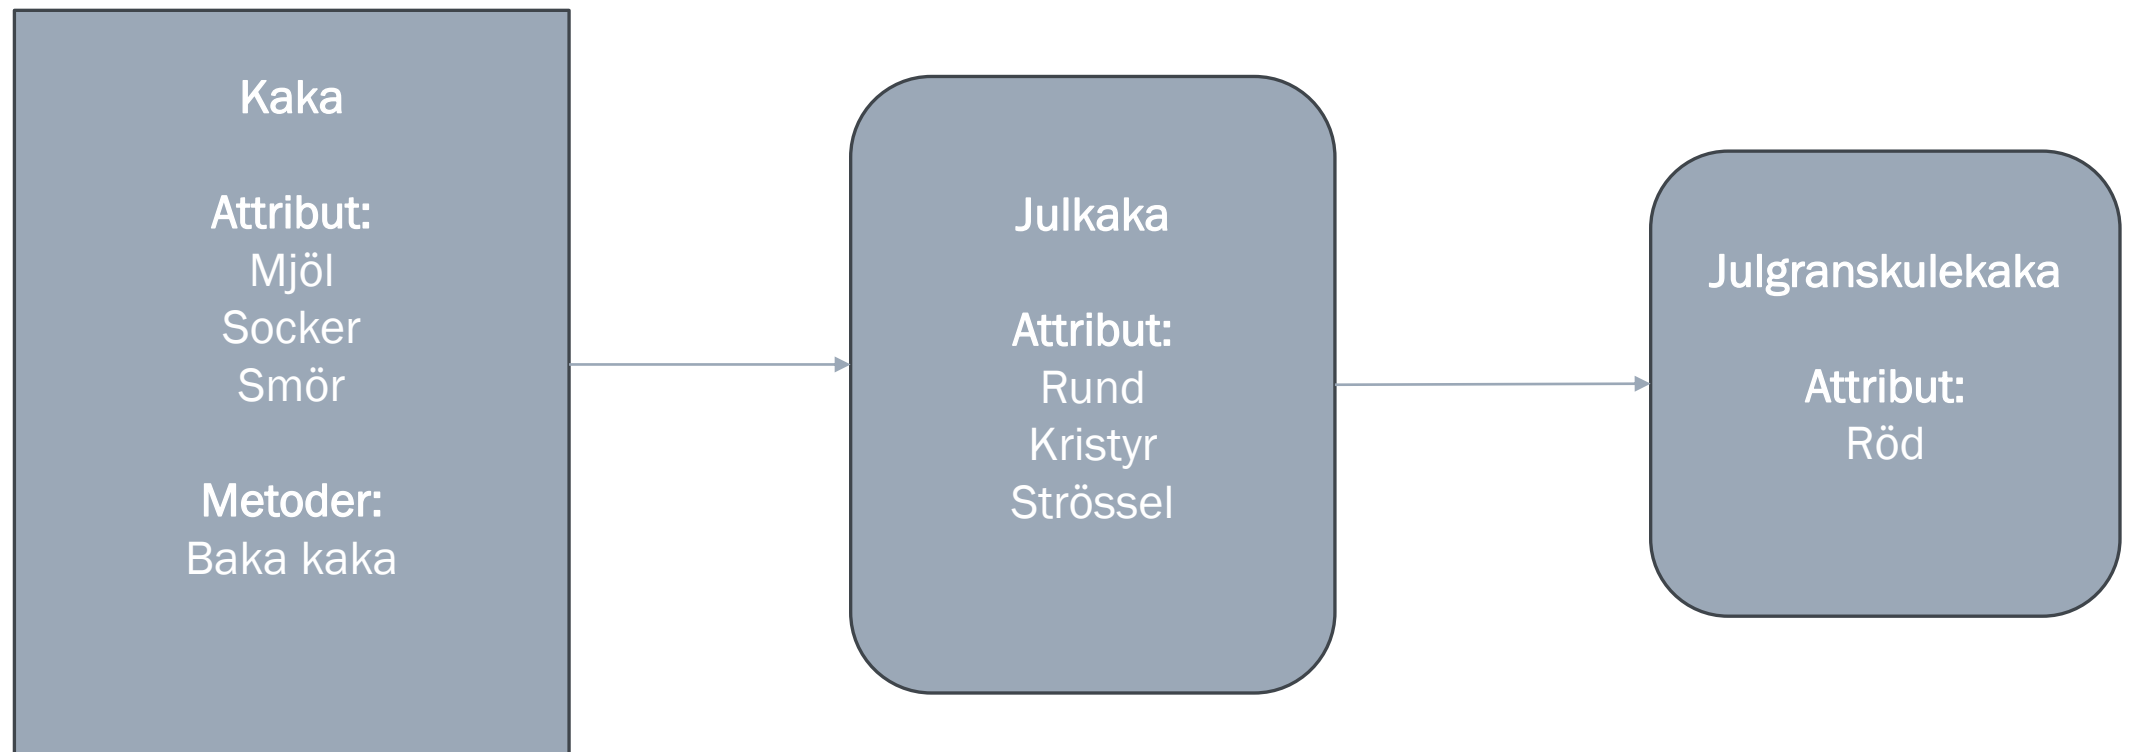 Kaka
Attribut:
Mjöl
Socker
Smör
Metoder:
Baka kaka
Julkaka
Attribut:
Rund
Kristyr
Strössel
Julgranskulekaka
Attribut:
Röd